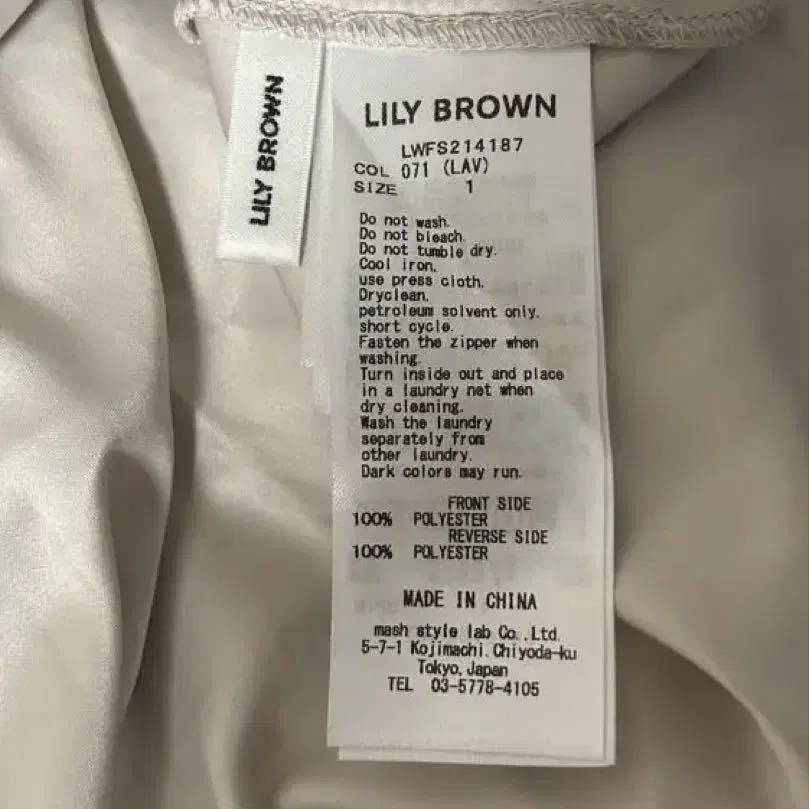 LILY BROWN
LILY BROWN
LWFS214187
COL 071 (LAV)
SIZE 1
Do not wash.
Do not bleach.
Do not tumble dry.
Cool iron.
use press cloth.
Dryclean.
petroleum solvent only.
short cycle.
Fasten the zipper when
washing.
Turn inside out and place
in a laundry net when
dry cleaning.
Wash the laundry
separately from
other laundry.
Dark colors may run.
FRONT SIDE
100% POLYESTER
REVERSE SIDE
100% POLYESTER
MADE IN CHINA
mash style lab Co.,Ltd.
5-7-1 Kojimachi.Chiyoda-ku
Tokyo.Japan
TEL 03-5778-4105